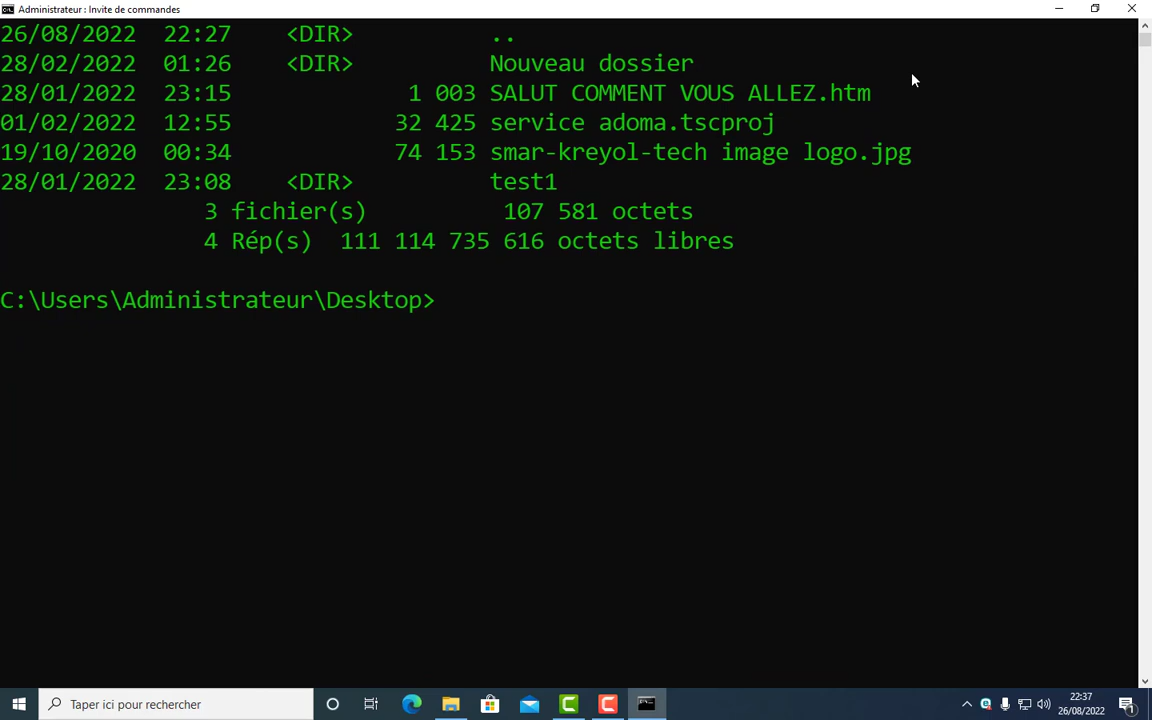 Administrateur : Invite de commandes
26/08/2022  22:27    <DIR>          ..
28/02/2022  01:26    <DIR>          Nouveau dossier
28/01/2022  23:15             1 003 SALUT COMMENT VOUS ALLEZ.htm
01/02/2022  12:55            32 425 service adoma.tscproj
19/10/2020  00:34            74 153 smar-kreyol-tech image logo.jpg
28/01/2022  23:08    <DIR>          test1
               3 fichier(s)          107 581 octets
               4 Rép(s)  111 114 735 616 octets libres
C:\Users\Administrateur\Desktop>
Taper ici pour rechercher
22:37
26/08/2022
1